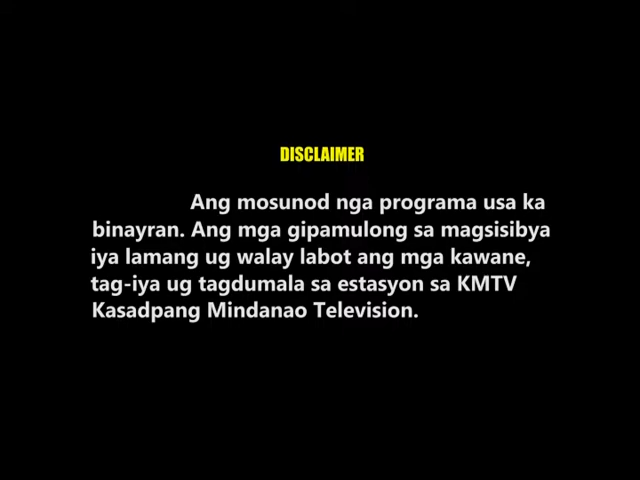 DISCLAIMER
Ang mosunod nga programa usa ka
binayran. Ang mga gipamulong sa magsisibya
iya lamang ug walay labot ang mga kawane,
tag-iya ug tagdumala sa estasyon sa KMTV
Kasadpang Mindanao Television.